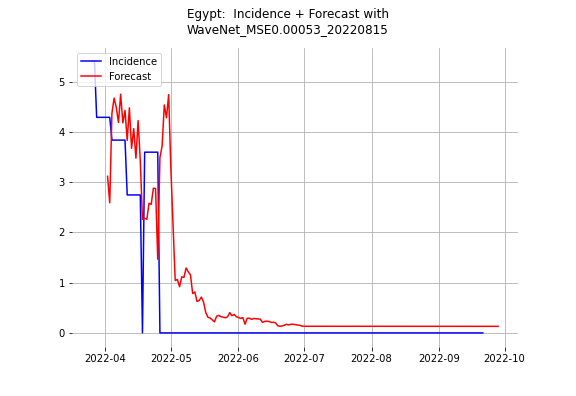 Egypt:  Incidence + Forecast with
WaveNet_MSE0.00053_20220815
Incidence
Forecast
5
4
3
2
1
0
2022-04 2022-05 2022-06 2022-07 2022-08 2022-09 2022-10